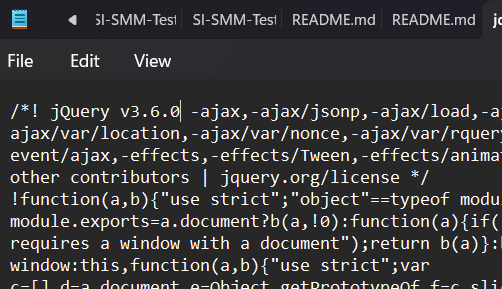 SI-SMM-Test SI-SMM-Test README.md README.md
File Edit View
/*! jQuery v3.6.0 -ajax,-ajax/jsonp,-ajax/load,
ajax/var/location,-ajax/var/nonce,-ajax/var/rquery
event/ajax,-effects,-effects/Tween,-effects/animat
other contributors | jquery.org/license */
!function(a,b){"use strict";"object"==typeof modu
module.exports=a.document?b(a,!0):function(a){if(
requires a window with a document");return b(a)}:
window:this,function(a,b){"use strict";var
c=[],d=a.document,e=Object.getPrototypeOf,f=c.sli